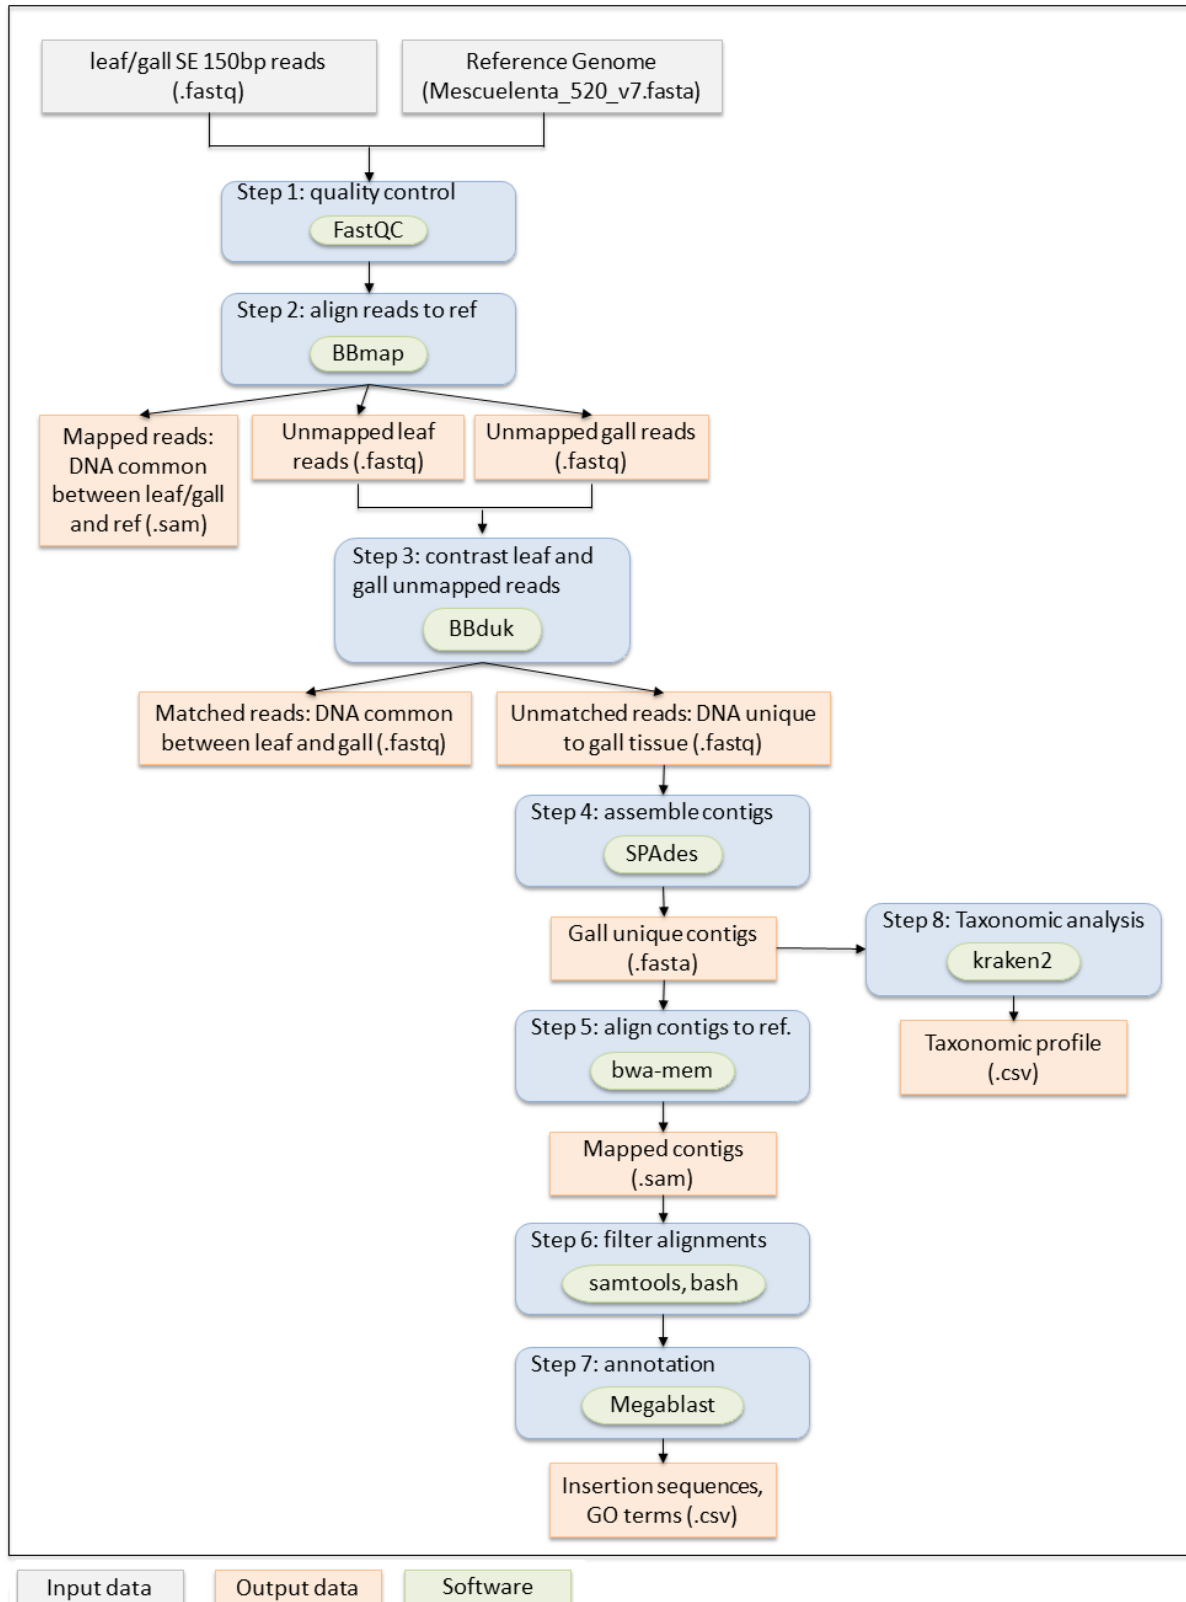 leaf/gall SE 150bp reads
(.fastq)
Reference Genome
(Mescuelenta_520_v7.fasta)
Step 1: quality control
FastQC
Step 2: align reads to ref
BBmap
Mapped reads:
DNA common
between leaf/gall
and ref (.sam)
Unmapped leaf
reads (.fastq)
Unmapped gall reads
(.fastq)
Step 3: contrast leaf and
gall unmapped reads
BBduk
Matched reads: DNA common
between leaf and gall (.fastq)
Unmatched reads: DNA unique
to gall tissue (.fastq)
Step 4: assemble contigs
SPAdes
Gall unique contigs
(.fasta)
Step 8: Taxonomic analysis
kraken2
Taxonomic profile
(.csv)
Step 5: align contigs to ref.
bwa-mem
Mapped contigs
(.sam)
Step 6: filter alignments
samtools, bash
Step 7: annotation
Megablast
Insertion sequences,
GO terms (.csv)
Input data
Output data
Software